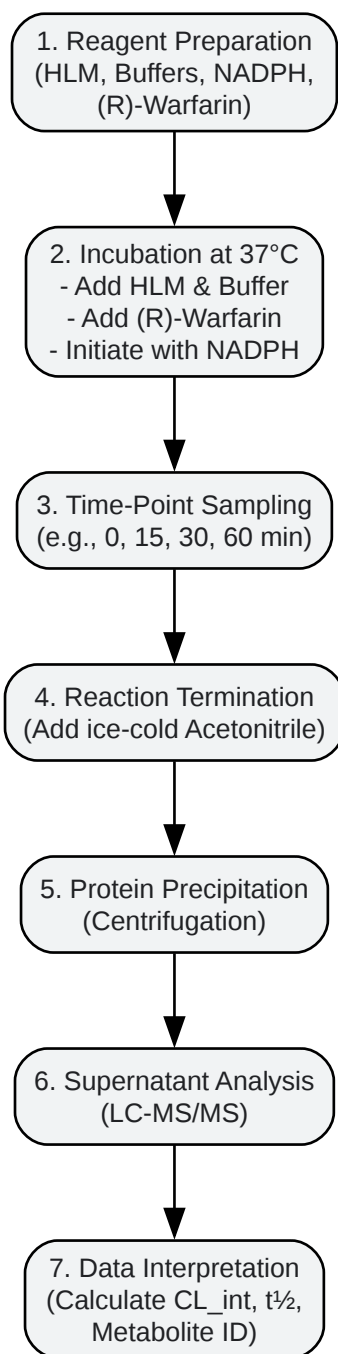 1. Reagent Preparation
(HLM, Buffers, NADPH,
(R)-Warfarin)
2. Incubation at 37°C
- Add HLM & Buffer
- Add (R)-Warfarin
- Initiate with NADPH
3. Time-Point Sampling
(e.g., 0, 15, 30, 60 min)
4. Reaction Termination
(Add ice-cold Acetonitrile)
5. Protein Precipitation
(Centrifugation)
6. Supernatant Analysis
(LC-MS/MS)
7. Data Interpretation
(Calculate CL_int, t½,
Metabolite ID)